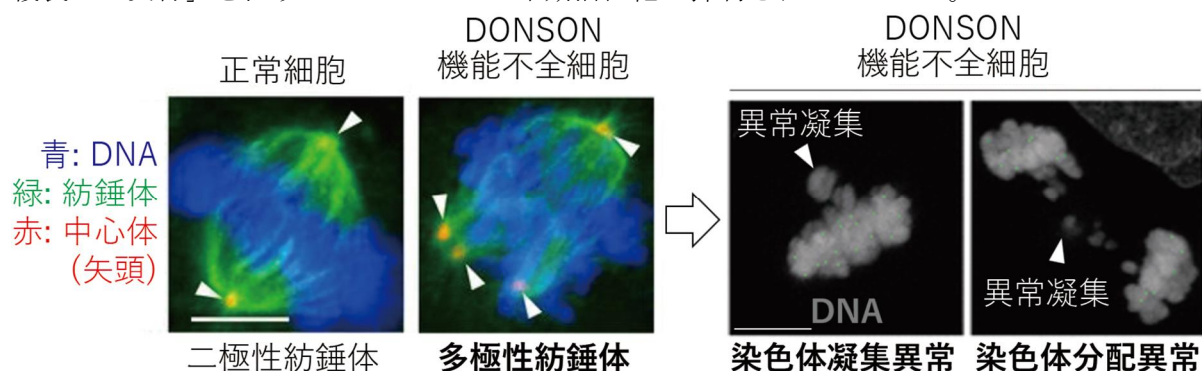 DONSON
機能不全細胞
DONSON
機能不全細胞
正常細胞
青: DNA
緑: 紡錘体
赤: 中心体
(矢頭)
異常凝集
異常凝集
DNA
二極性紡錘体
多極性紡錘体
染色体凝集異常
染色体分配異常